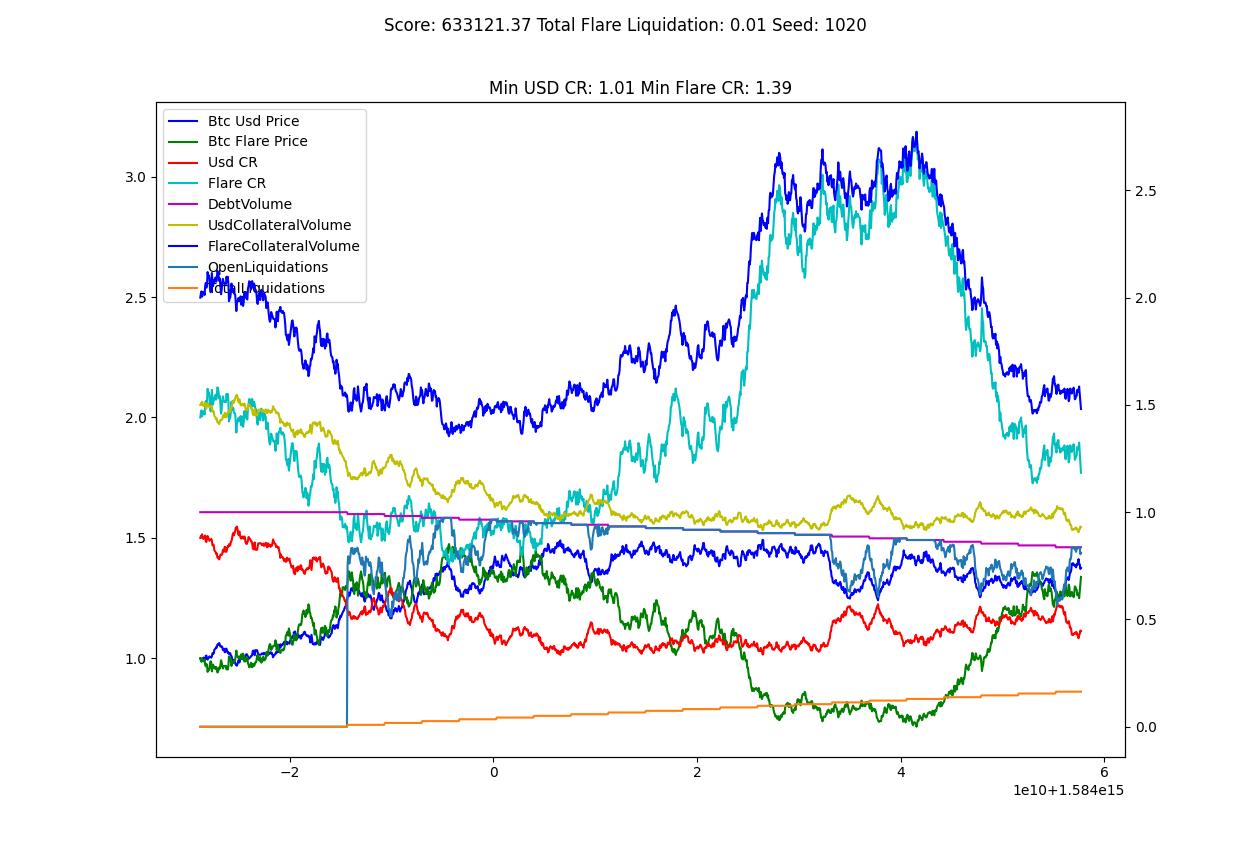 Score: 633121.37 Total Flare Liquidation: 0.01 Seed: 1020
Min USD CR: 1.01 Min Flare CR: 1.39
Btc Usd Price
Btc Flare Price
Usd CR
Flare CR
DebtVolume
UsdCollateralVolume
FlareCollateralVolume
OpenLiquidations
TotalLiquidations
3.0
2.5
2.0
1.5
1.0
2.5
2.0
1.5
1.0
0.5
0.0
−2
0
2
4
6
1e10+1.584e15